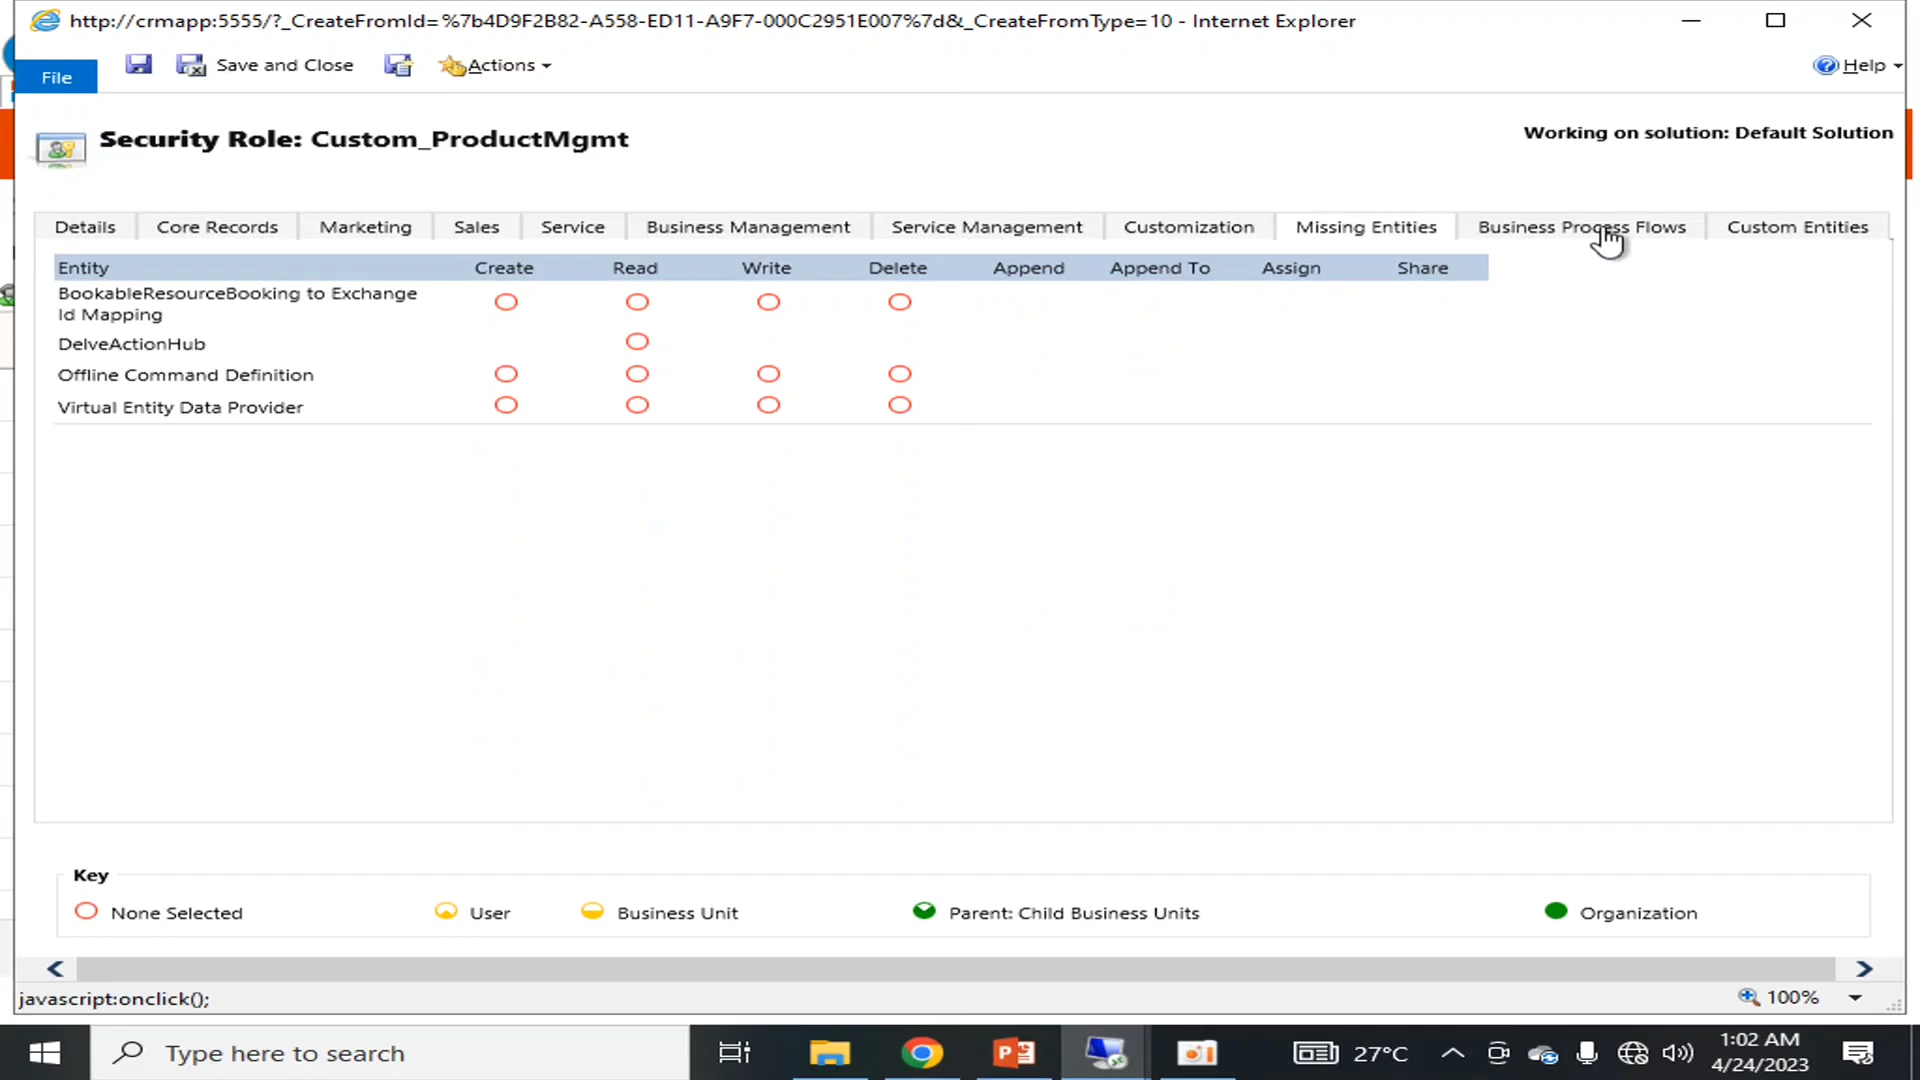 http://crmapp:5555/?_CreateFromId=%7b4D9F2B82-A558-ED11-A9F7-000C2951E007%7d&_CreateFromType=10 - Internet Explorer
File Save and Close Actions Help
Security Role: Custom_ProductMgmt
Working on solution: Default Solution
Details Core Records Marketing Sales Service Business Management Service Management Customization Missing Entities Business Process Flows Custom Entities
Entity Create Read Write Delete Append Append To Assign Share
BookableResourceBooking to Exchange
Id Mapping
DelveActionHub
Offline Command Definition
Virtual Entity Data Provider
Key
None Selected User Business Unit Parent: Child Business Units Organization
javascript:onclick();
100%
Type here to search
27°C
1:02 AM
4/24/2023